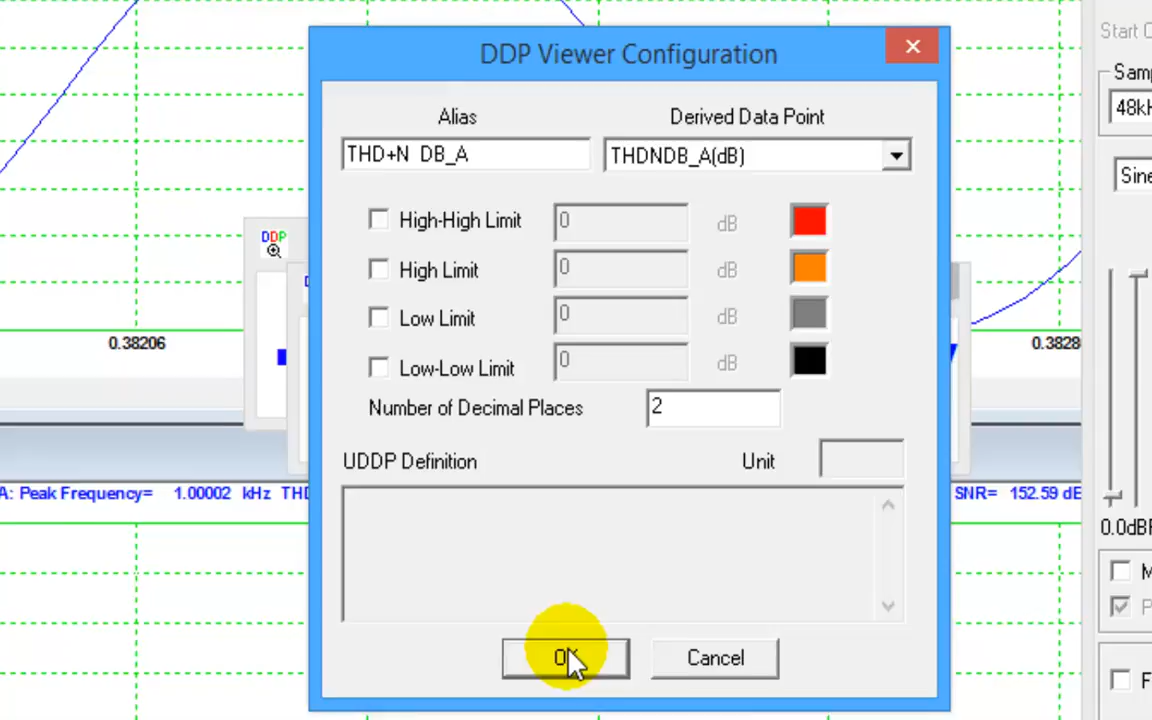 DDP Viewer Configuration
Start
Samp
48kH
Sine
Alias
Derived Data Point
THD+N  DB_A
THDNDB_A(dB)
High-High Limit
0
dB
High Limit
0
dB
Low Limit
0
dB
Low-Low Limit
0
dB
Number of Decimal Places
2
UDDP Definition
Unit
OK
Cancel
DDP
D
0.38206
0.3828
A: Peak Frequency=   1.00002  kHz  THD
SNR=  152.59 dB
0.0dBF
M
P
F